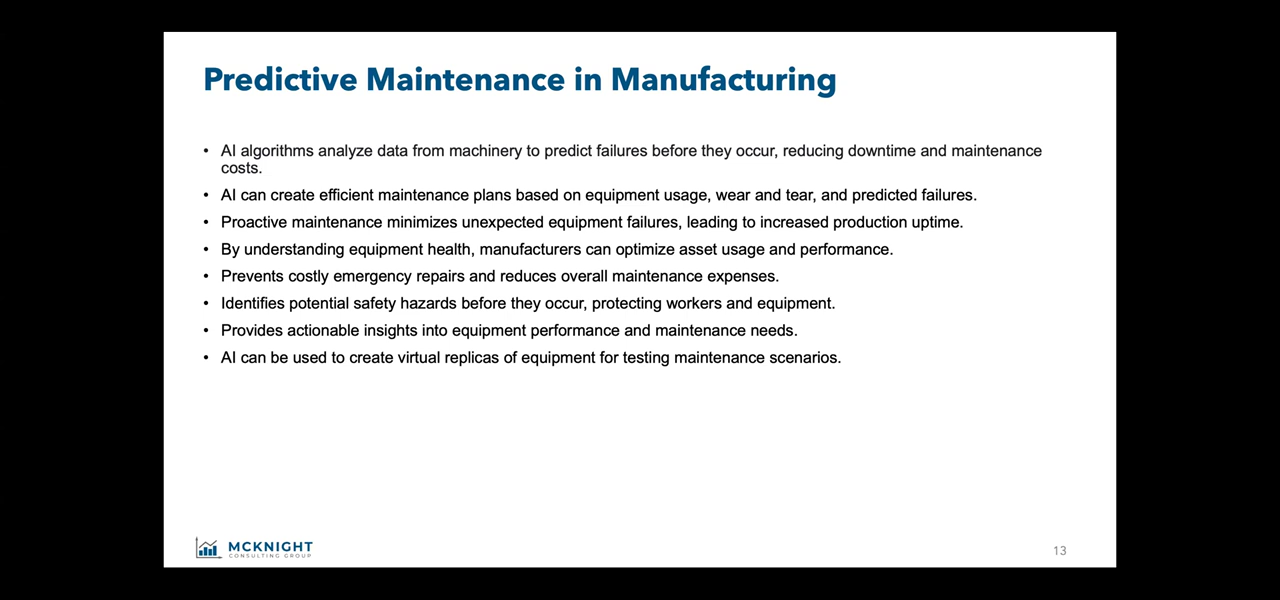 Predictive Maintenance in Manufacturing
• AI algorithms analyze data from machinery to predict failures before they occur, reducing downtime and maintenance
costs.
• AI can create efficient maintenance plans based on equipment usage, wear and tear, and predicted failures.
• Proactive maintenance minimizes unexpected equipment failures, leading to increased production uptime.
• By understanding equipment health, manufacturers can optimize asset usage and performance.
• Prevents costly emergency repairs and reduces overall maintenance expenses.
• Identifies potential safety hazards before they occur, protecting workers and equipment.
• Provides actionable insights into equipment performance and maintenance needs.
• AI can be used to create virtual replicas of equipment for testing maintenance scenarios.
MCKNIGHT
CONSULTING GROUP
13